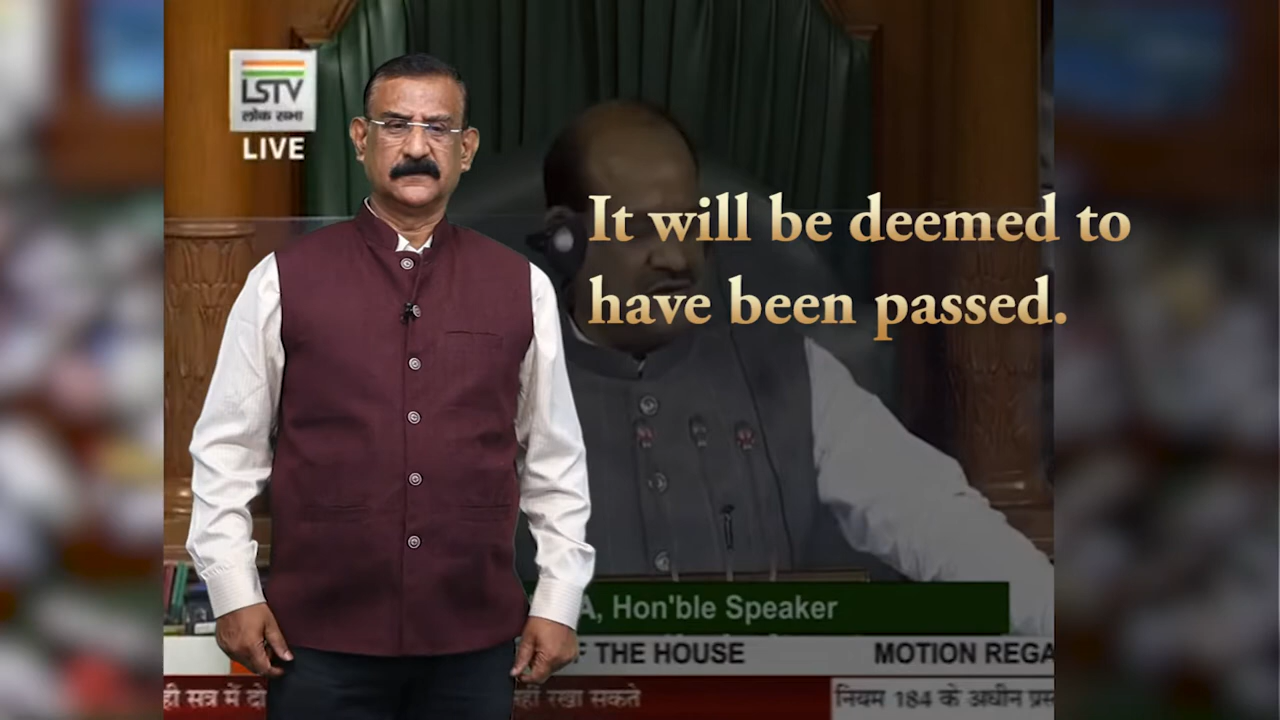 LSTV
लोक सभा
LIVE
It will be deemed to
have been passed.
A, Hon'ble Speaker
F THE HOUSE
MOTION REGA
ही सत्र में दो
हीं रखा सकते
नियम 184 के अधीन प्रस